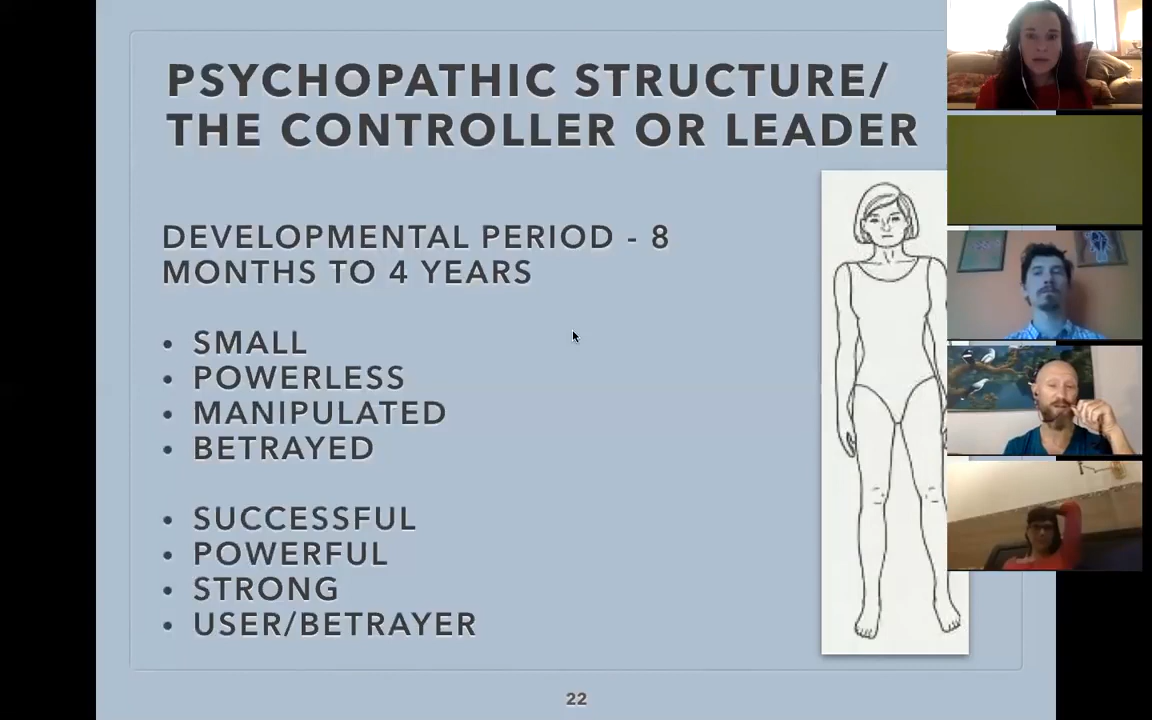 PSYCHOPATHIC STRUCTURE/
THE CONTROLLER OR LEADER
DEVELOPMENTAL PERIOD - 8
MONTHS TO 4 YEARS
• SMALL
• POWERLESS
• MANIPULATED
• BETRAYED
• SUCCESSFUL
• POWERFUL
• STRONG
• USER/BETRAYER
22